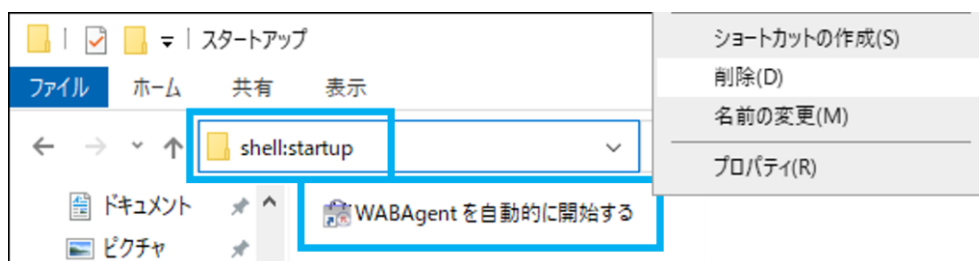 スタートアップ
ファイル ホーム 共有 表示
shell:startup
ドキュメント
ピクチャ
WABAgent を自動的に開始する
ショートカットの作成(S)
削除(D)
名前の変更(M)
プロパティ(R)